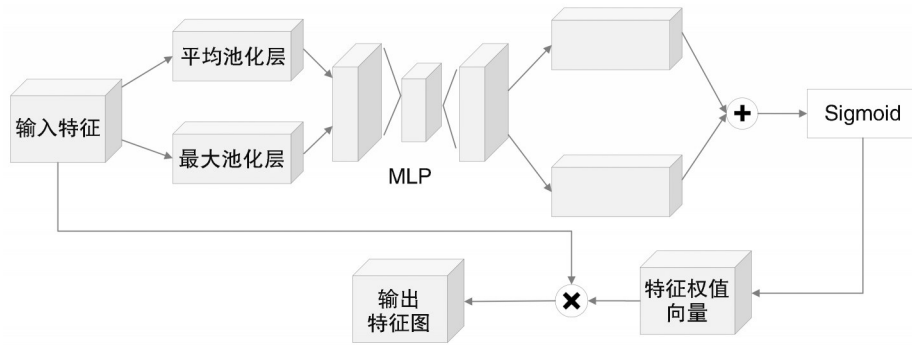 平均池化层
输入特征
最大池化层
MLP
Sigmoid
输出
特征图
特征权值
向量